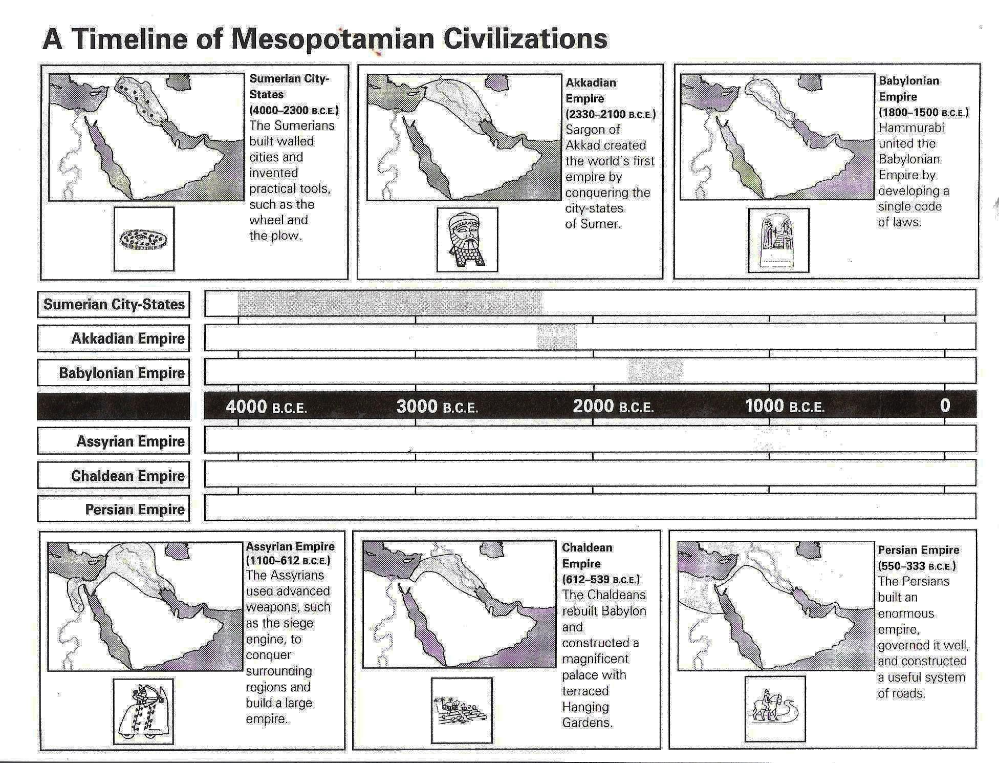 A Timeline of Mesopotamian Civilizations
Sumerian City-
States
(4000–2300 B.C.E.)
The Sumerians
built walled
cities and
invented
practical tools,
such as the
wheel and
the plow.
Akkadian
Empire
(2330–2100 B.C.E.)
Sargon of
Akkad created
the world's first
empire by
conquering the
city-states
of Sumer.
Babylonian
Empire
(1800–1500 B.C.E.)
Hammurabi
united the
Babylonian
Empire by
developing a
single code
of laws.
Sumerian City-States
Akkadian Empire
Babylonian Empire
4000 B.C.E. 3000 B.C.E. 2000 B.C.E. 1000 B.C.E. 0
Assyrian Empire
Chaldean Empire
Persian Empire
Assyrian Empire
(1100–612 B.C.E.)
The Assyrians
used advanced
weapons, such
as the siege
engine, to
conquer
surrounding
regions and
build a large
empire.
Chaldean
Empire
(612–539 B.C.E.)
The Chaldeans
rebuilt Babylon
and
constructed a
magnificent
palace with
terraced
Hanging
Gardens.
Persian Empire
(550–333 B.C.E.)
The Persians
built an
enormous
empire,
governed it well,
and constructed
a useful system
of roads.